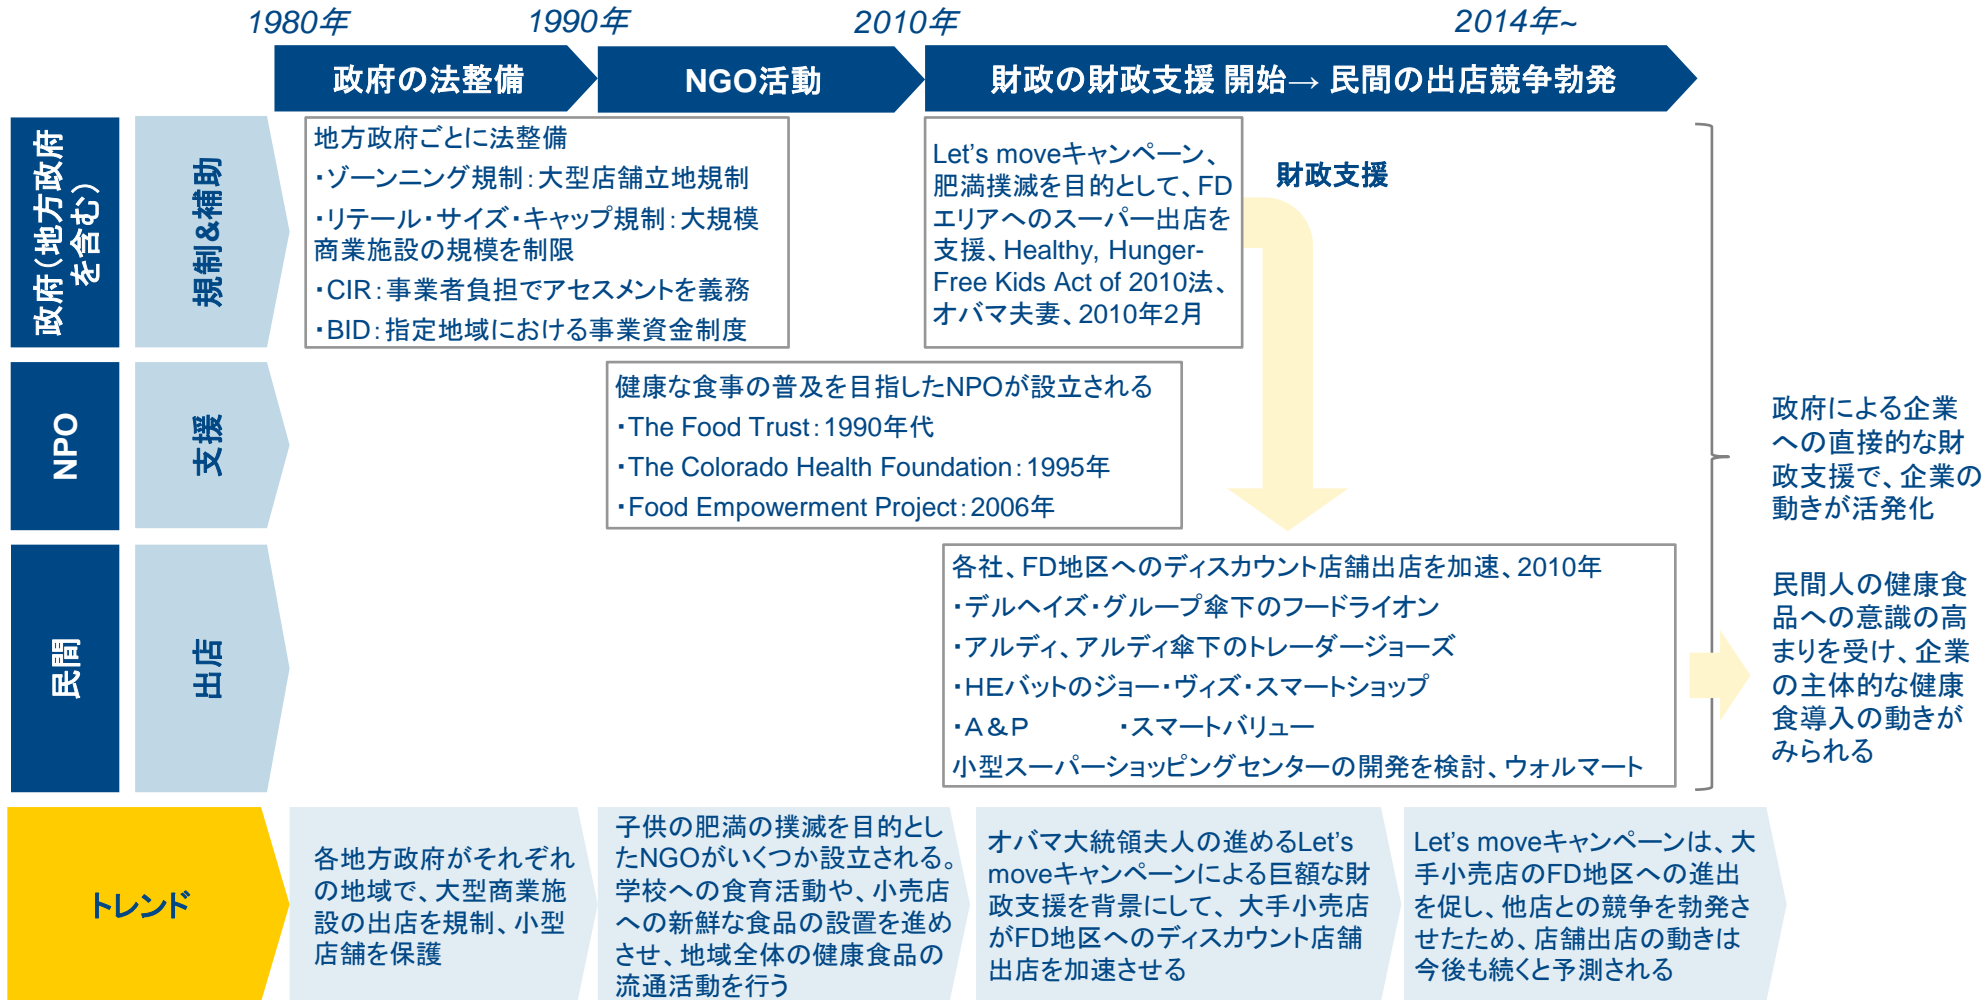 1980年
1990年
2010年
2014年~
政府の法整備
NGO活動
財政の財政支援 開始→ 民間の出店競争勃発
政府（地方政府
を含む）
規制&補助
地方政府ごとに法整備
・ゾーンニング規制：大型店舗立地規制
・リテール・サイズ・キャップ規制：大規模
商業施設の規模を制限
・CIR：事業者負担でアセスメントを義務
・BID：指定地域における事業資金制度
Let's moveキャンペーン、
肥満撲滅を目的として、FD
エリアへのスーパー出店を
支援、Healthy, Hunger-
Free Kids Act of 2010法、
オバマ夫妻、2010年2月
財政支援
NPO
支援
健康な食事の普及を目指したNPOが設立される
・The Food Trust：1990年代
・The Colorado Health Foundation：1995年
・Food Empowerment Project：2006年
民間
出店
各社、FD地区へのディスカウント店舗出店を加速、2010年
・デルヘイズ・グループ傘下のフードライオン
・アルディ、アルディ傘下のトレーダージョーズ
・HEバットのジョー・ヴィズ・スマートショップ
・A＆P　　　・スマートバリュー
小型スーパーショッピングセンターの開発を検討、ウォルマート
政府による企業
への直接的な財
政支援で、企業の
動きが活発化
民間人の健康食
品への意識の高
まりを受け、企業
の主体的な健康
食導入の動きが
みられる
トレンド
各地方政府がそれぞれ
の地域で、大型商業施
設の出店を規制、小型
店舗を保護
子供の肥満の撲滅を目的とし
たNGOがいくつか設立される。
学校への食育活動や、小売店
への新鮮な食品の設置を進め
させ、地域全体の健康食品の
流通活動を行う
オバマ大統領夫人の進めるLet's
moveキャンペーンによる巨額な財
政支援を背景にして、 大手小売店
がFD地区へのディスカウント店舗
出店を加速させる
Let's moveキャンペーンは、大
手小売店のFD地区への進出
を促し、他店との競争を勃発さ
せたため、店舗出店の動きは
今後も続くと予測される